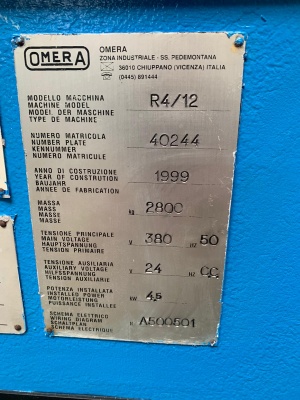 OMERA
OMERA
ZONA INDUSTRIALE - SS. PEDEMONTANA
36010 CHIUPPANO (VICENZA) ITALIA
(0445) 891444
MODELLO MACCHINA
MACHINE MODEL
MODEL DER MASCHINE
TYPE DE MACHINE
R4/12
NUMERO MATRICOLA
NUMBER PLATE
KENNUMMER
NUMERO MATRICULE
40244
ANNO DI COSTRUZIONE
YEAR OF CONSTRUTION
BAUJAHR
ANNEE DE FABRICATION
1999
MASSA
MASS
MASSE
MASSE
kg 2800
TENSIONE PRINCIPALE
MAIN VOLTAGE
HAUPTSPANNUNG
TENSION PRIMAIRE
V 380 HZ 50
TENSIONE AUSILIARIA
AUXILIARY VOLTAGE
HILFSSPANNUNG
TENSION AUXILIARIE
V 24 HZ CC
POTENZA INSTALLATA
INSTALLED POWER
MOTORLEISTUNG
PUISSANCE INSTALLEE
KW 4,5
SCHEMA ELETTRICO
WIRING DIAGRAM
SCHALTPLAN
SCHEMA ELECTRIQUE
A500501